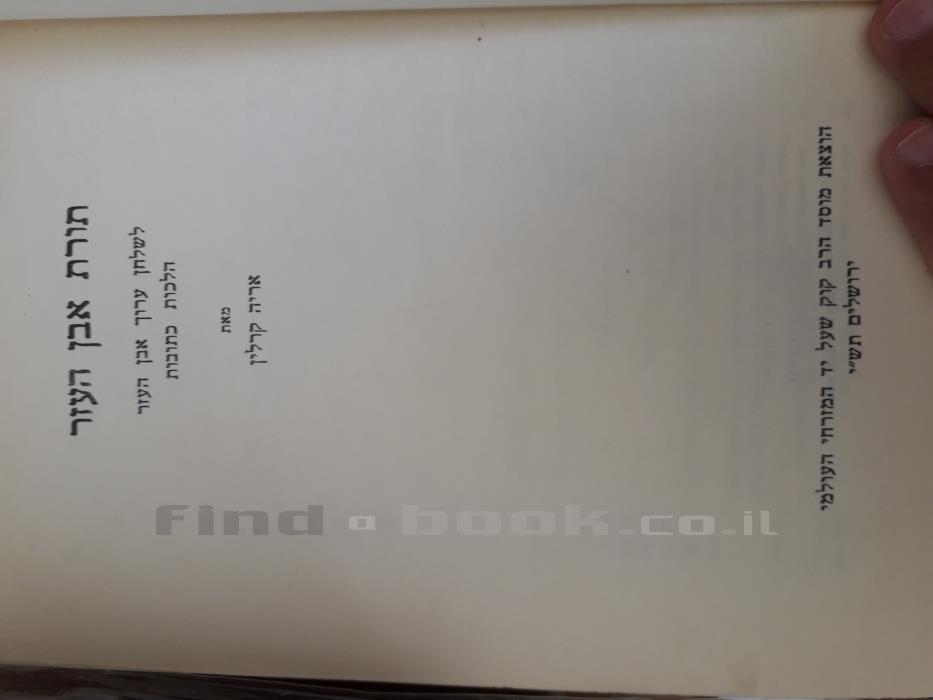 תורת אבן העזר
לשלחן ערוך אבן העזר
הלכות כתובות
מאת
אריה קרלין
הוצאת מוסד הרב קוק שעל יד המזרחי העולמי
ירושלים תש״י
Find a book.co.il